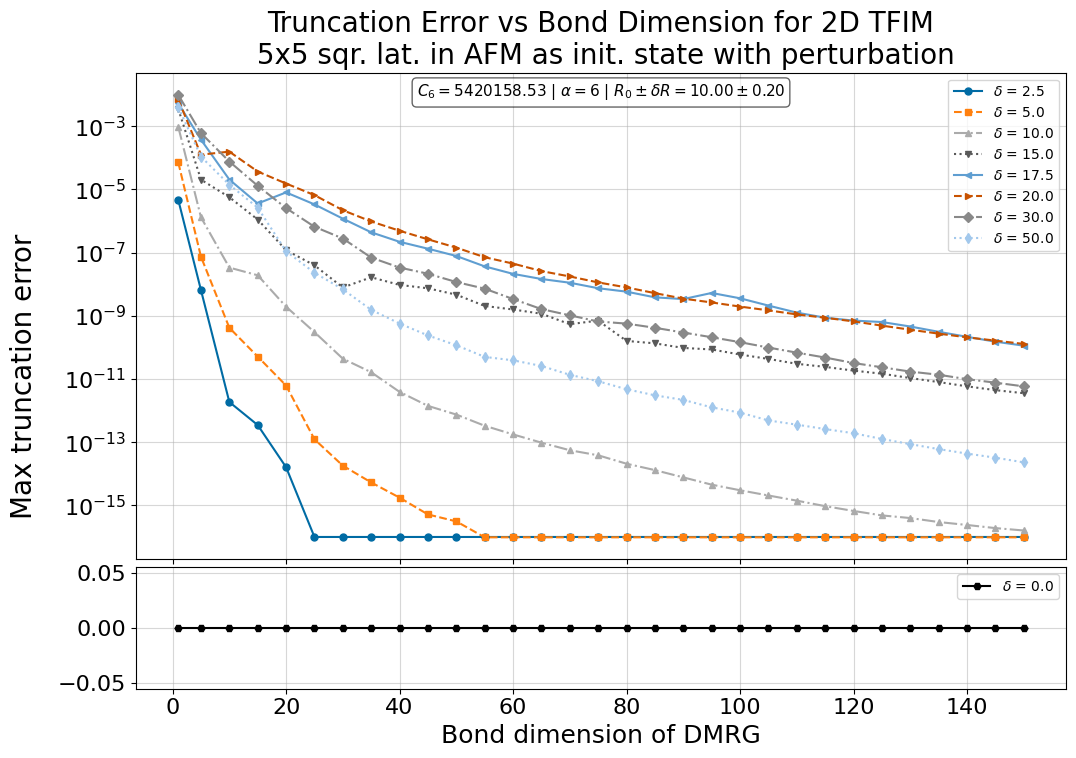 Truncation Error vs Bond Dimension for 2D TFIM
5x5 sqr. lat. in AFM as init. state with perturbation
C₆ = 5420158.53 | α = 6 | R₀ ± δR = 10.00 ± 0.20
δ = 2.5
δ = 5.0
δ = 10.0
δ = 15.0
δ = 17.5
δ = 20.0
δ = 30.0
δ = 50.0
Max truncation error
10⁻³
10⁻⁵
10⁻⁷
10⁻⁹
10⁻¹¹
10⁻¹³
10⁻¹⁵
δ = 0.0
0.05
0.00
−0.05
0 20 40 60 80 100 120 140
Bond dimension of DMRG